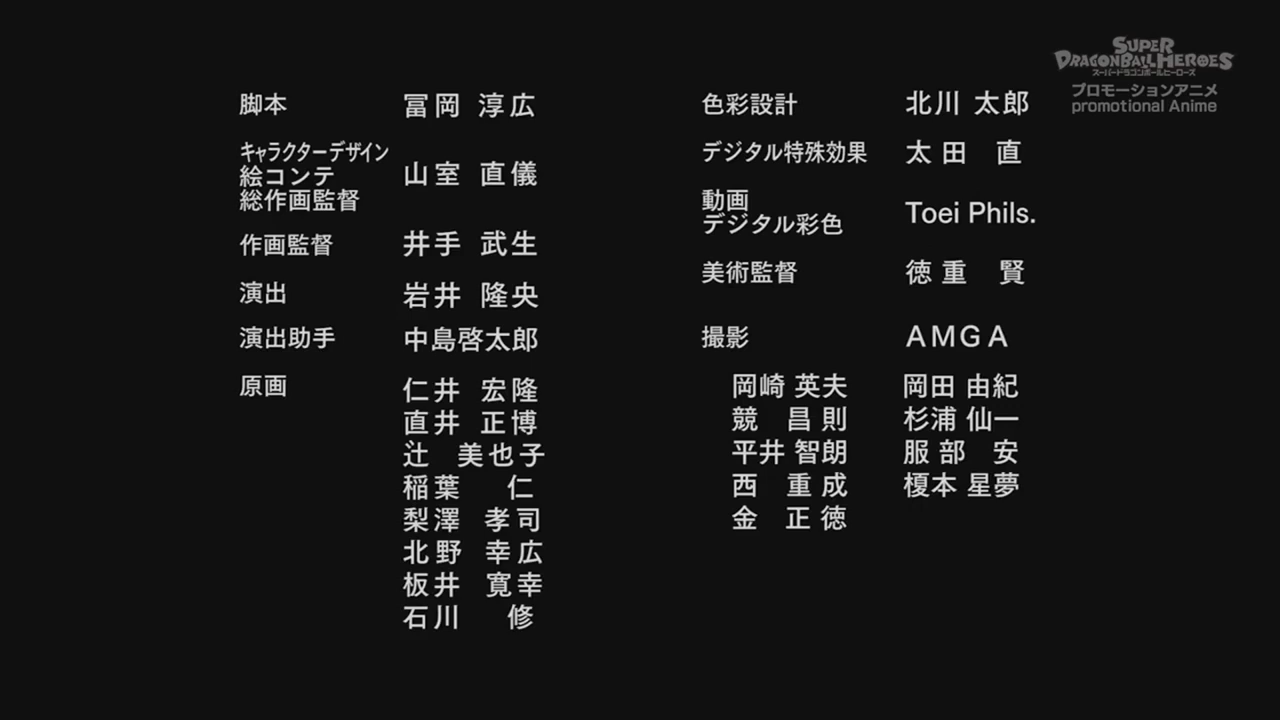 SUPER
DRAGONBALL HEROES
スーパードラゴンボールヒーローズ
プロモーションアニメ
promotional Anime
脚本 冨岡 淳広
キャラクターデザイン
絵コンテ
総作画監督
山室 直儀
作画監督 井手 武生
演出 岩井 隆央
演出助手 中島啓太郎
原画 仁井 宏隆
直井 正博
辻 美也子
稲葉 仁
梨澤 孝司
北野 幸広
板井 寛幸
石川 修
色彩設計 北川 太郎
デジタル特殊効果 太田 直
動画
デジタル彩色
Toei Phils.
美術監督 徳重 賢
撮影 AMGA
岡崎 英夫 岡田 由紀
競 昌則 杉浦 仙一
平井 智朗 服部 安
西 重成 榎本 星夢
金 正徳